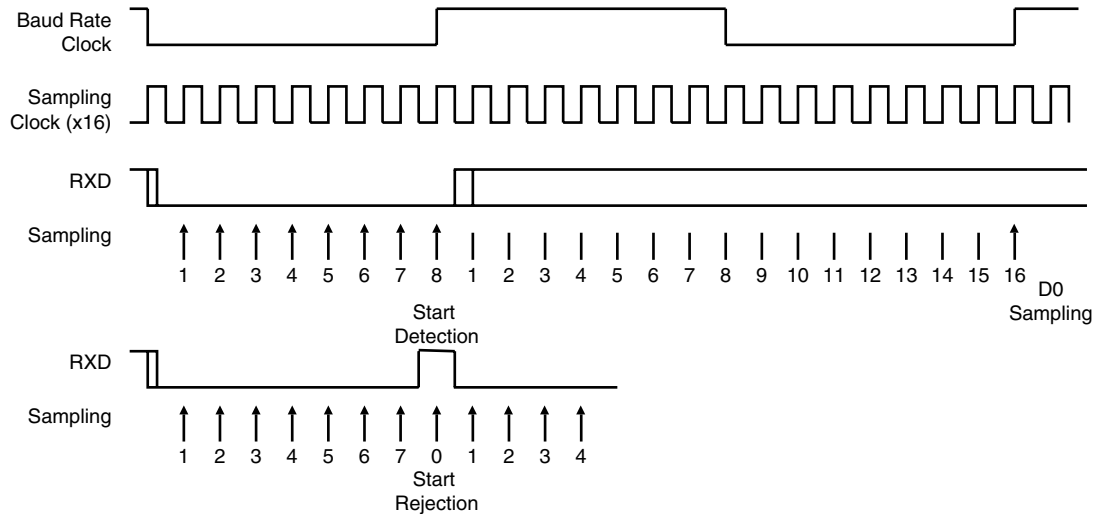 Baud Rate
Clock
Sampling
Clock (x16)
RXD
Sampling
1 2 3 4 5 6 7 8 1 2 3 4 5 6 7 8 9 10 11 12 13 14 15 16
D0
Sampling
Start
Detection
RXD
Sampling
1 2 3 4 5 6 7 0 1 2 3 4
Start
Rejection